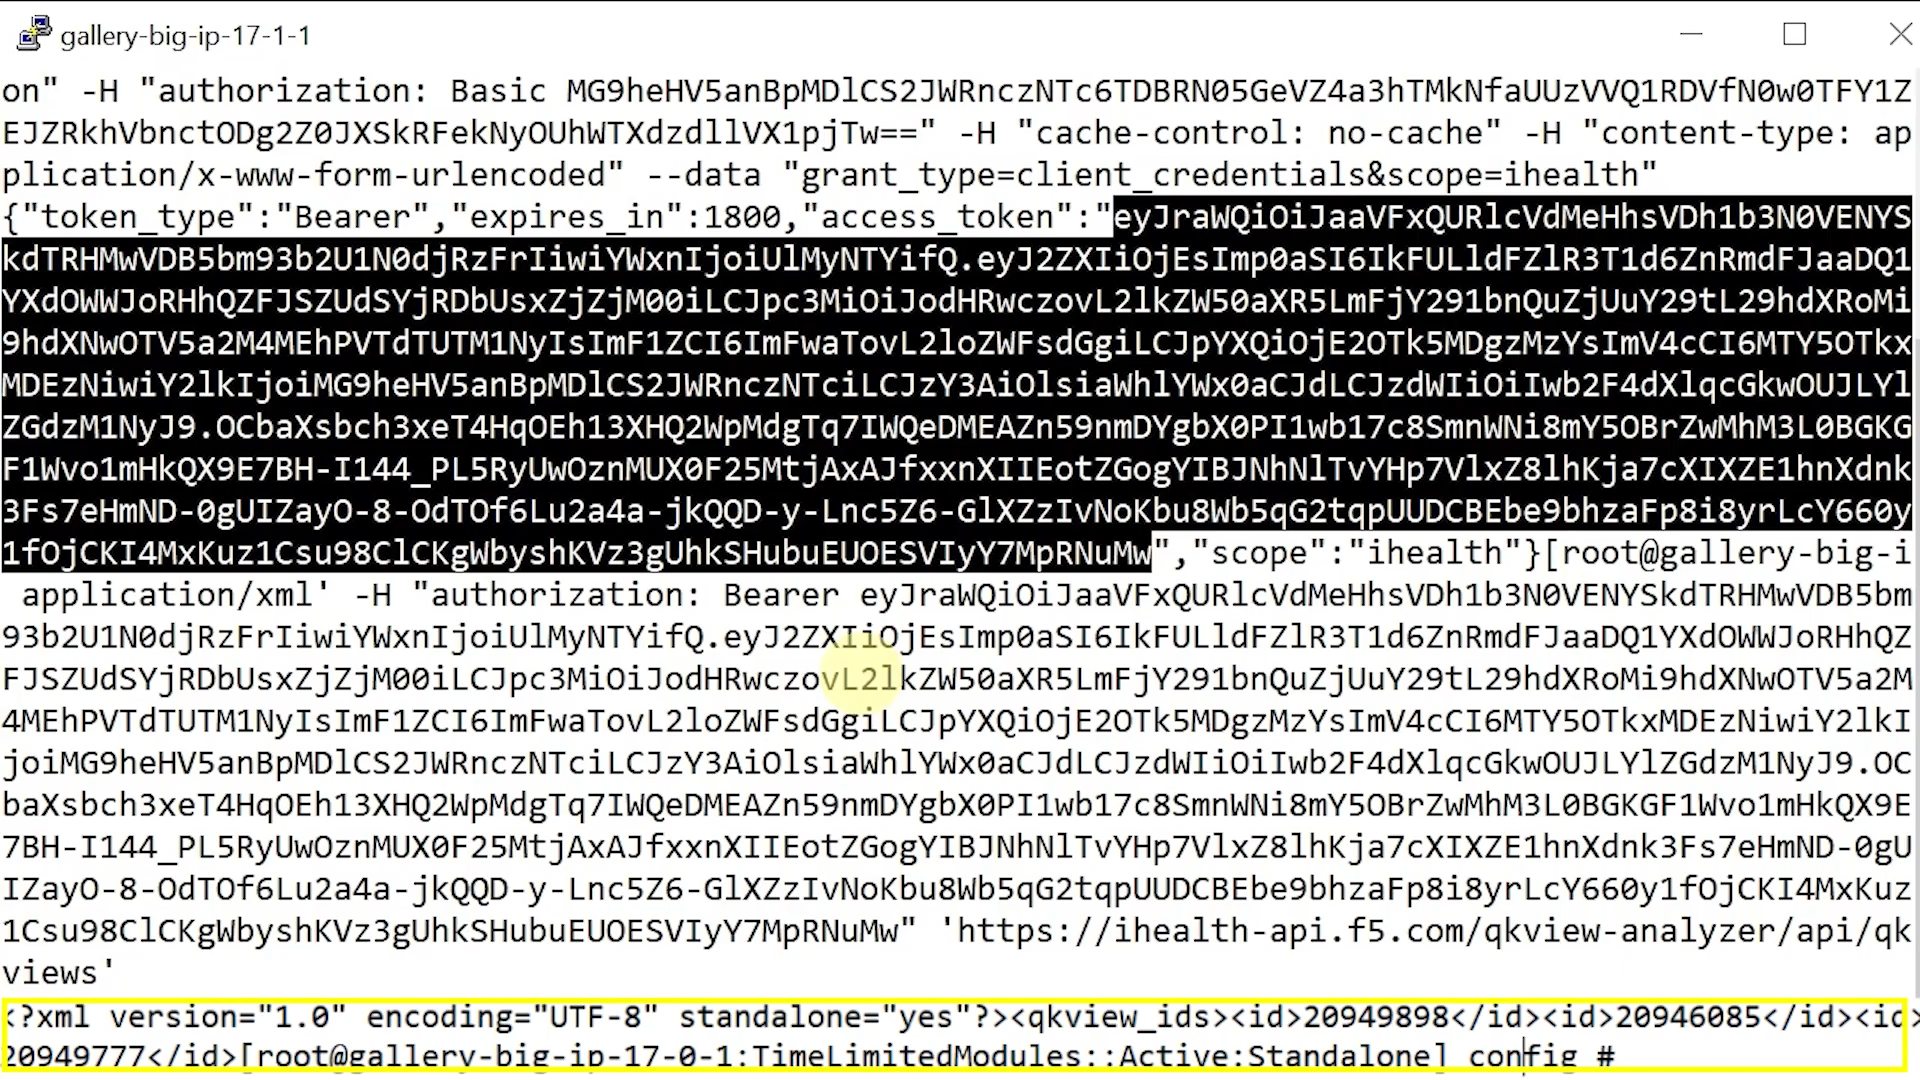 gallery-big-ip-17-1-1
on" -H "authorization: Basic MG9heHV5anBpMDlCS2JWRnczNTc6TDBRN05GeVZ4a3hTMkNfaUUzVVQ1RDVfN0w0TFY1Z
EJZRkhVbnctODg2Z0JXSkRFekNyOUhWTXdzdllVX1pjTw==" -H "cache-control: no-cache" -H "content-type: ap
plication/x-www-form-urlencoded" --data "grant_type=client_credentials&scope=ihealth"
{"token_type":"Bearer","expires_in":1800,"access_token":"eyJraWQiOiJaaVFxQURlcVdMeHhsVDh1b3N0VENYS
kdTRHMwVDB5bm93b2U1N0djRzFrIiwiYWxnIjoiUlMyNTYifQ.eyJ2ZXIiOjEsImp0aSI6IkFULldFZlR3T1d6ZnRmdFJaaDQ1
YXdOWWJoRHhQZFJSZUdSYjRDbUsxZjZjM00iLCJpc3MiOiJodHRwczovL2lkZW50aXR5LmFjY291bnQuZjUuY29tL29hdXRoMi
9hdXNwOTV5a2M4MEhPVTdTUTM1NyIsImF1ZCI6ImFwaTovL2loZWFsdGgiLCJpYXQiOjE2OTk5MDgzMzYsImV4cCI6MTY5OTkx
MDEzNiwiY2lkIjoiMG9heHV5anBpMDlCS2JWRnczNTciLCJzY3AiOlsiaWhlYWx0aCJdLCJzdWIiOiIwb2F4dXlqcGkwOUJLYl
ZGdzM1NyJ9.OCbaXsbch3xeT4HqOEh13XHQ2WpMdgTq7IWQeDMEAZn59nmDYgbX0PI1wb17c8SmnWNi8mY5OBrZwMhM3L0BGKG
F1Wvo1mHkQX9E7BH-I144_PL5RyUwOznMUX0F25MtjAxAJfxxnXIIEotZGogYIBJNhNlTvYHp7VlxZ8lhKja7cXIXZE1hnXdnk
3Fs7eHmND-0gUIZayO-8-OdTOf6Lu2a4a-jkQQD-y-Lnc5Z6-GlXZzIvNoKbu8Wb5qG2tqpUUDCBEbe9bhzaFp8i8yrLcY660y
1fOjCKI4MxKuz1Csu98ClCKgWbyshKVz3gUhkSHubuEUOESVIyY7MpRNuMw","scope":"ihealth"}[root@gallery-big-i
application/xml' -H "authorization: Bearer eyJraWQiOiJaaVFxQURlcVdMeHhsVDh1b3N0VENYSkdTRHMwVDB5bm
93b2U1N0djRzFrIiwiYWxnIjoiUlMyNTYifQ.eyJ2ZXIiOjEsImp0aSI6IkFULldFZlR3T1d6ZnRmdFJaaDQ1YXdOWWJoRHhQZ
FJSZUdSYjRDbUsxZjZjM00iLCJpc3MiOiJodHRwczovL2lkZW50aXR5LmFjY291bnQuZjUuY29tL29hdXRoMi9hdXNwOTV5a2M
4MEhPVTdTUTM1NyIsImF1ZCI6ImFwaTovL2loZWFsdGgiLCJpYXQiOjE2OTk5MDgzMzYsImV4cCI6MTY5OTkxMDEzNiwiY2lkI
joiMG9heHV5anBpMDlCS2JWRnczNTciLCJzY3AiOlsiaWhlYWx0aCJdLCJzdWIiOiIwb2F4dXlqcGkwOUJLYlZGdzM1NyJ9.OC
baXsbch3xeT4HqOEh13XHQ2WpMdgTq7IWQeDMEAZn59nmDYgbX0PI1wb17c8SmnWNi8mY5OBrZwMhM3L0BGKGF1Wvo1mHkQX9E
7BH-I144_PL5RyUwOznMUX0F25MtjAxAJfxxnXIIEotZGogYIBJNhNlTvYHp7VlxZ8lhKja7cXIXZE1hnXdnk3Fs7eHmND-0gU
IZayO-8-OdTOf6Lu2a4a-jkQQD-y-Lnc5Z6-GlXZzIvNoKbu8Wb5qG2tqpUUDCBEbe9bhzaFp8i8yrLcY660y1fOjCKI4MxKuz
1Csu98ClCKgWbyshKVz3gUhkSHubuEUOESVIyY7MpRNuMw" 'https://ihealth-api.f5.com/qkview-analyzer/api/qk
views'
<?xml version="1.0" encoding="UTF-8" standalone="yes"?><qkview_ids><id>20949898</id><id>20946085</id><id>
20949777</id>[root@gallery-big-ip-17-0-1:TimeLimitedModules::Active:Standalone] config #